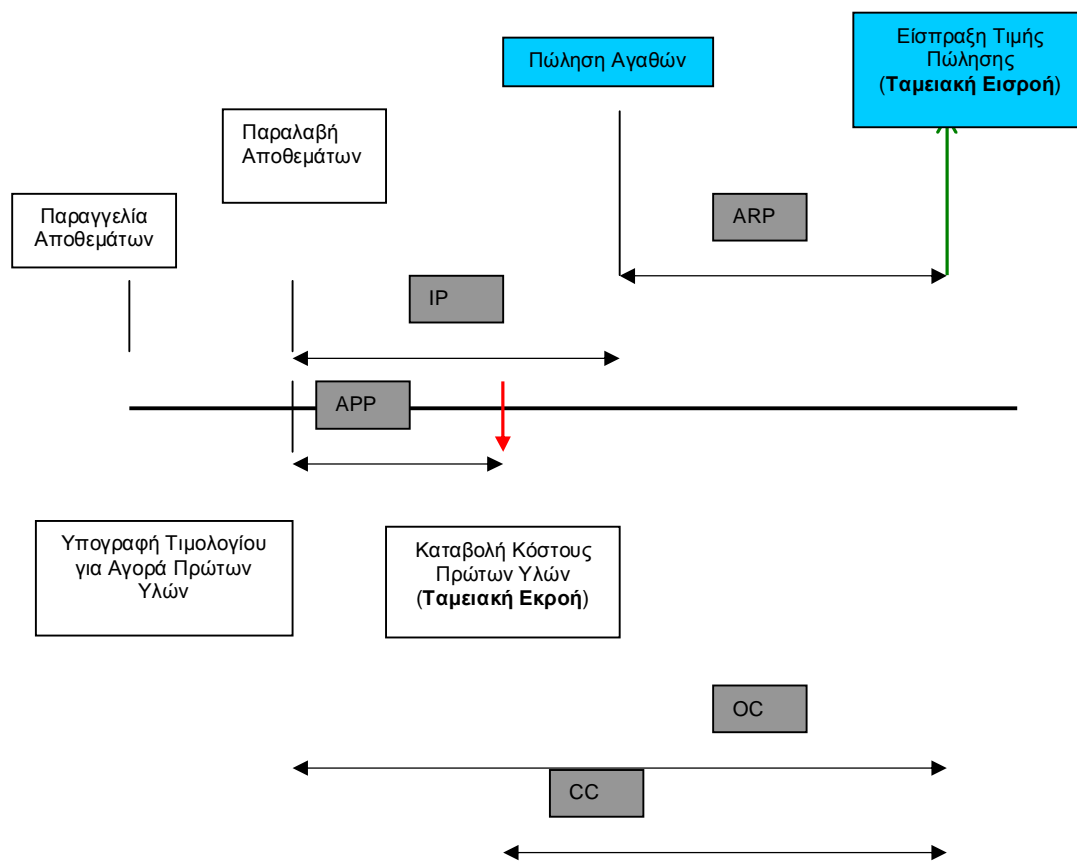 Είσπραξη Τιμής
Πώλησης
(Ταμειακή Εισροή)
Πώληση Αγαθών
Παραλαβή
Αποθεμάτων
Παραγγελία
Αποθεμάτων
ARP
IP
APP
Υπογραφή Τιμολογίου
για Αγορά Πρώτων
Υλών
Καταβολή Κόστους
Πρώτων Υλών
(Ταμειακή Εκροή)
OC
CC